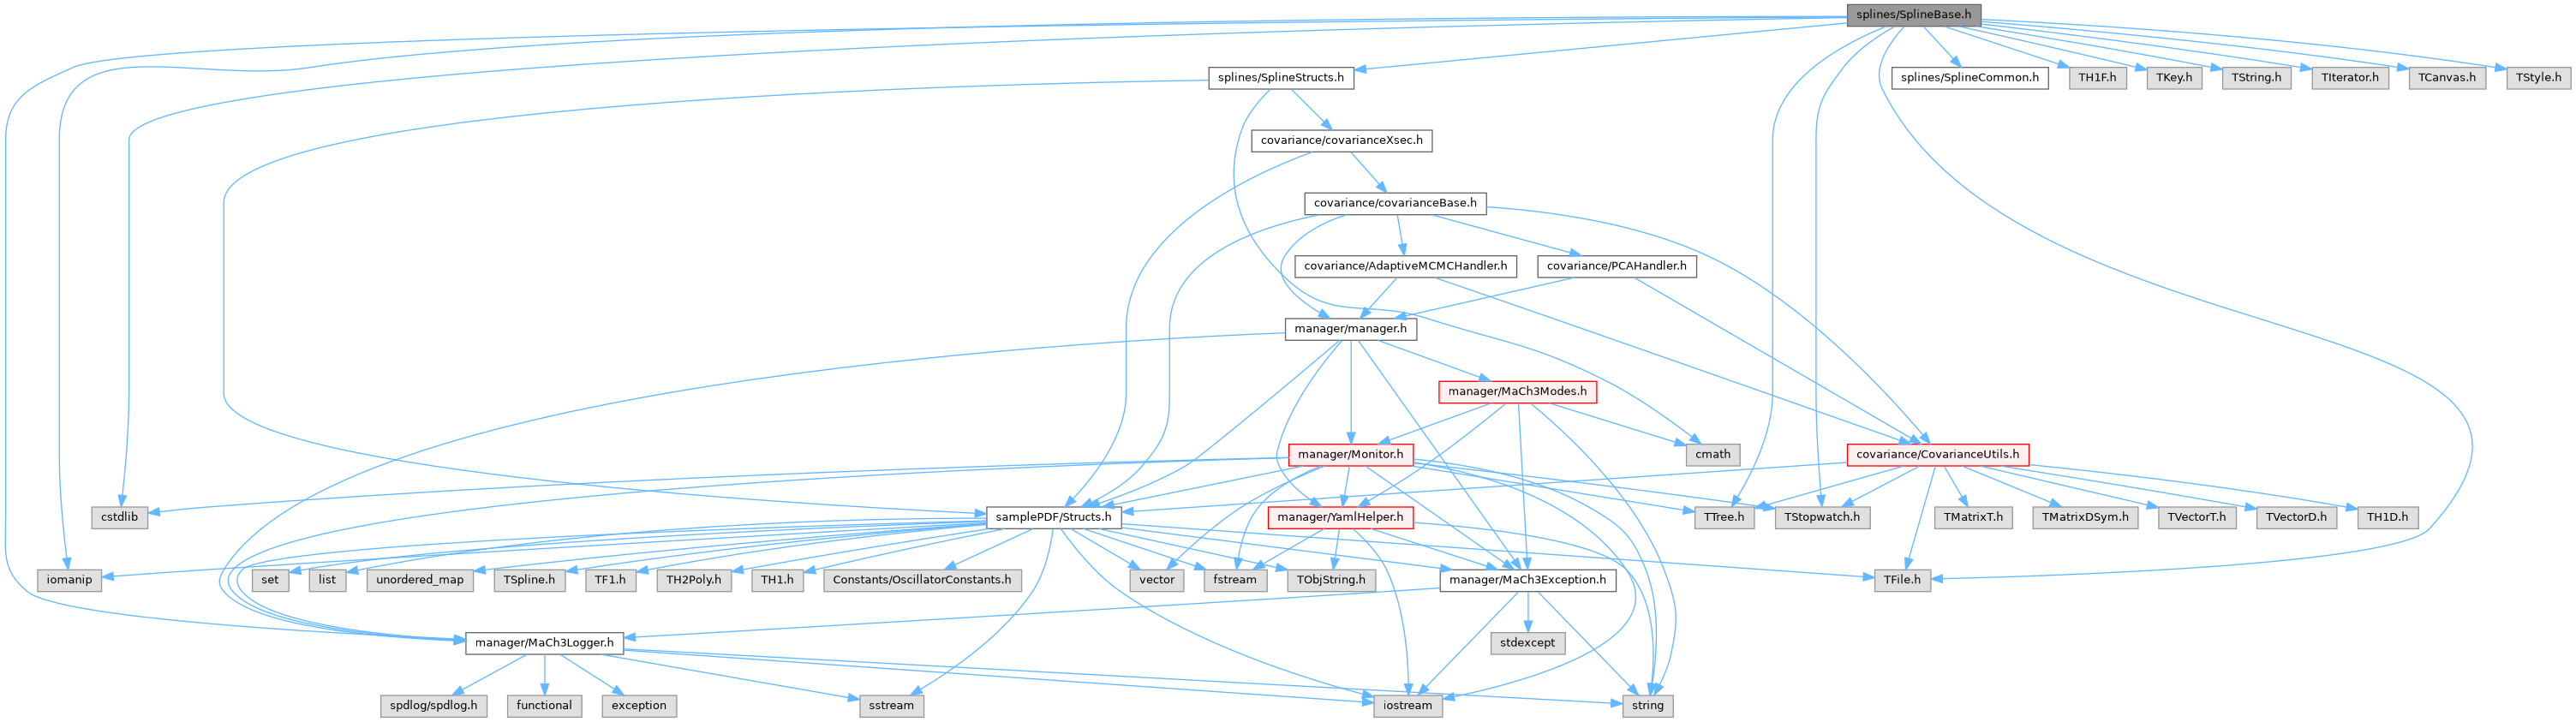 splines/SplineBase.h
splines/SplineStructs.h
splines/SplineCommon.h
TH1F.h
TKey.h
TString.h
TIterator.h
TCanvas.h
TStyle.h
covariance/covarianceXsec.h
covariance/covarianceBase.h
covariance/AdaptiveMCMCHandler.h
covariance/PCAHandler.h
manager/manager.h
manager/MaCh3Modes.h
manager/Monitor.h
cmath
covariance/CovarianceUtils.h
cstdlib
samplePDF/Structs.h
manager/YamlHelper.h
TTree.h
TStopwatch.h
TMatrixT.h
TMatrixDSym.h
TVectorT.h
TVectorD.h
TH1D.h
iomanip
set
list
unordered_map
TSpline.h
TF1.h
TH2Poly.h
TH1.h
Constants/OscillatorConstants.h
vector
fstream
TObjString.h
manager/MaCh3Exception.h
TFile.h
manager/MaCh3Logger.h
stdexcept
spdlog/spdlog.h
functional
exception
sstream
iostream
string